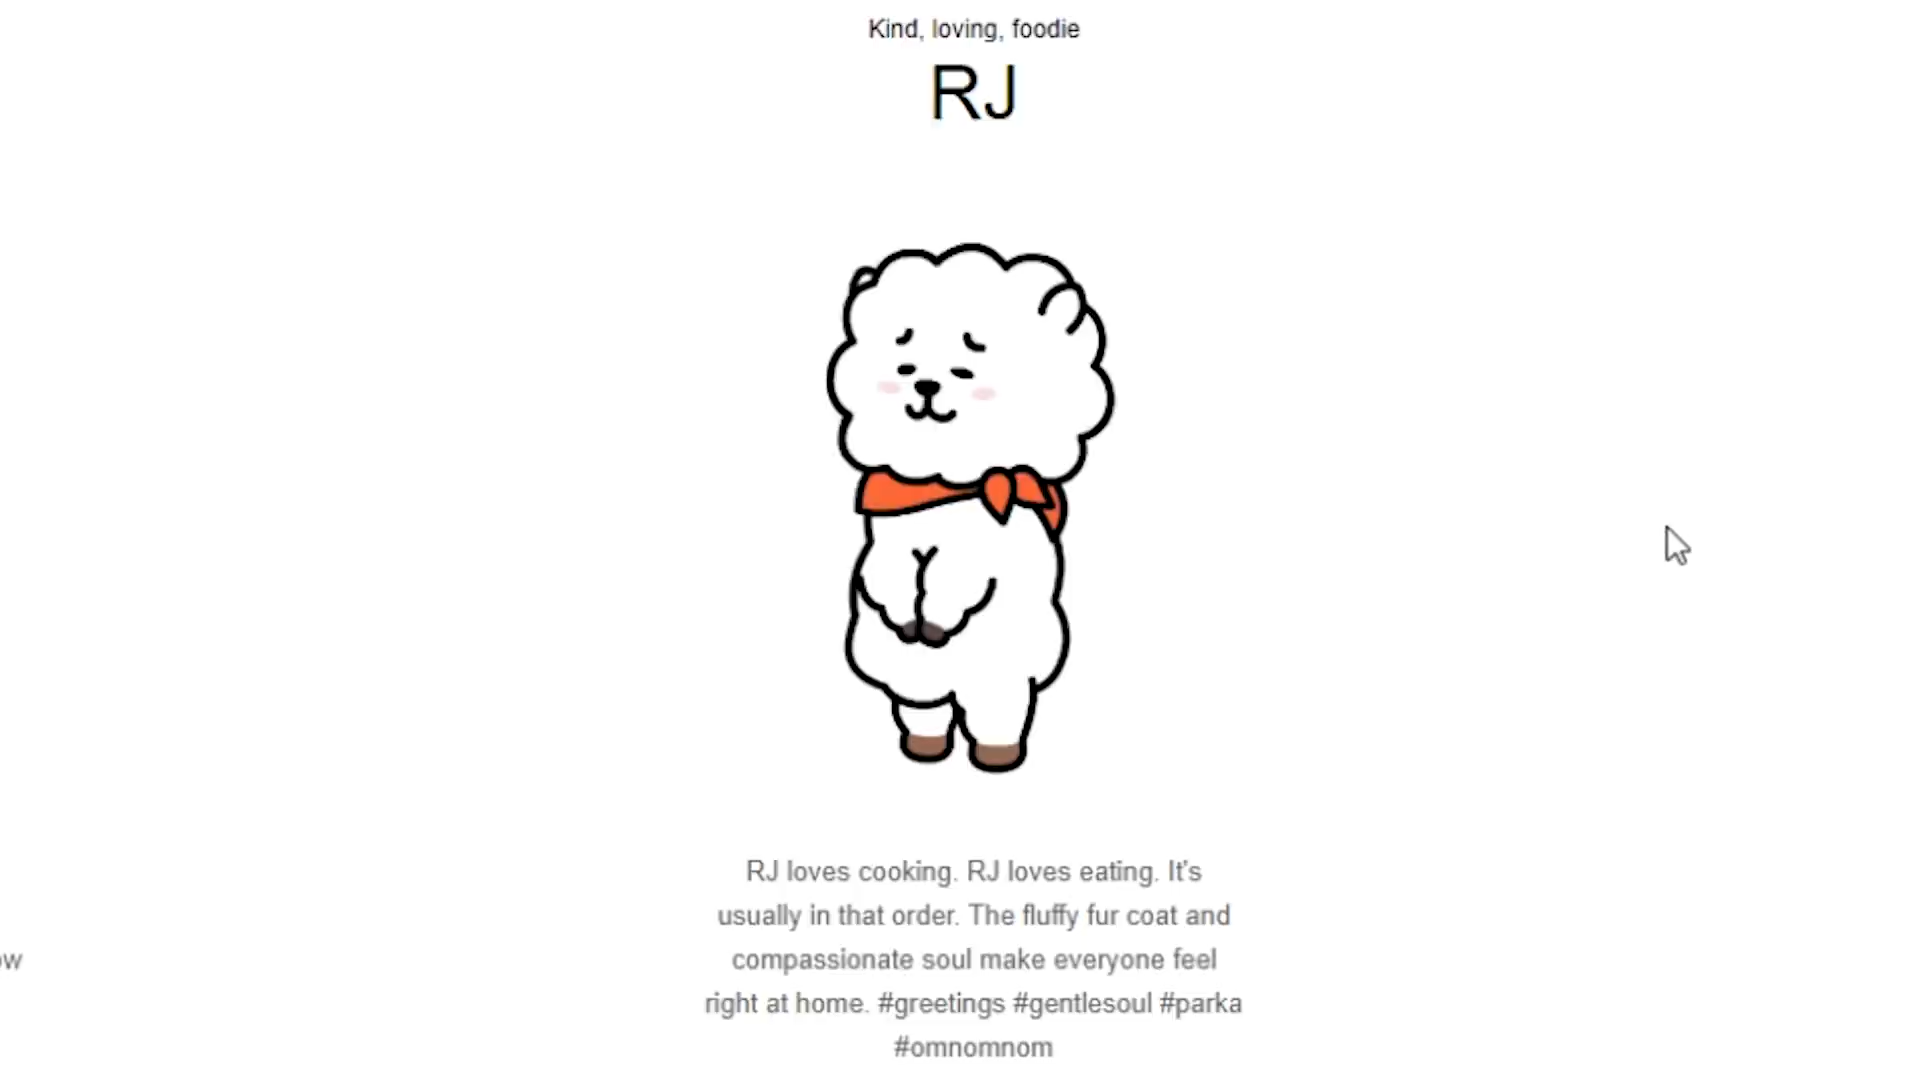 Kind, loving, foodie
RJ
RJ loves cooking. RJ loves eating. It's
usually in that order. The fluffy fur coat and
compassionate soul make everyone feel
right at home. #greetings #gentlesoul #parka
#omnomnom